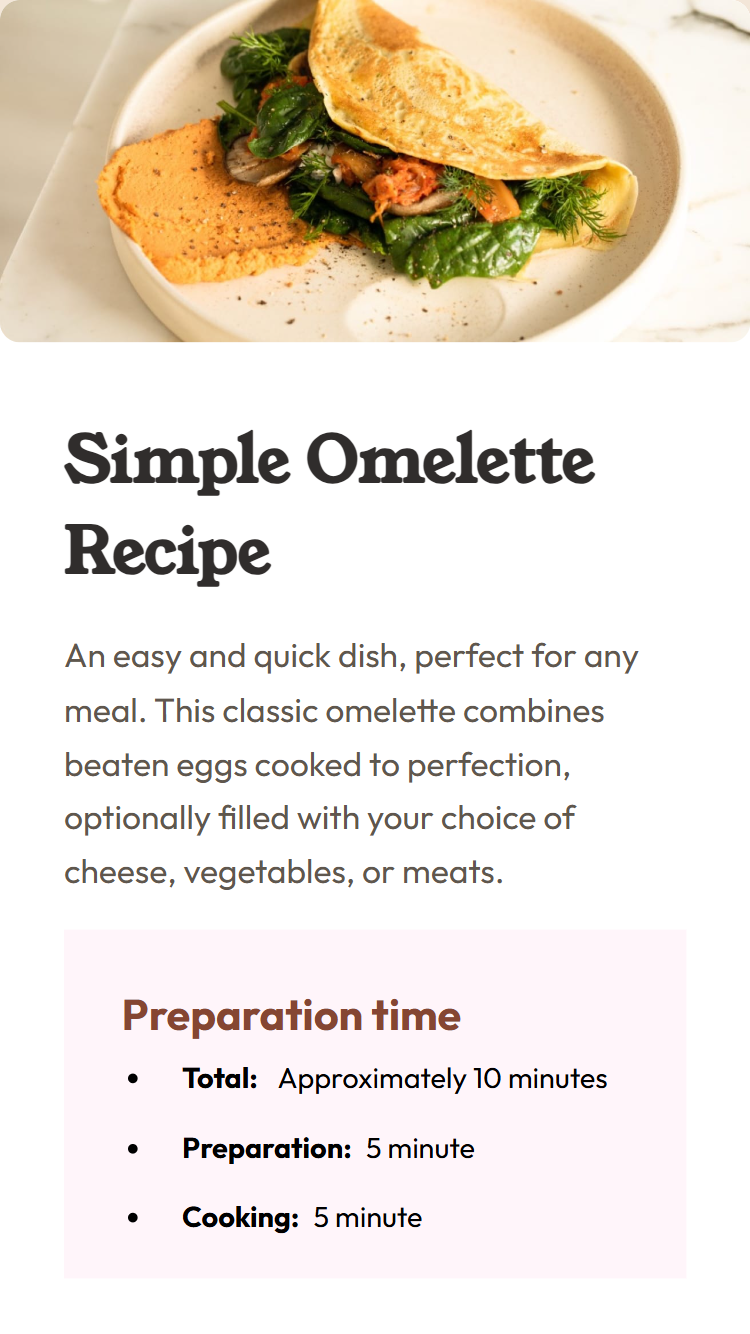 Simple Omelette
Recipe
An easy and quick dish, perfect for any
meal. This classic omelette combines
beaten eggs cooked to perfection,
optionally filled with your choice of
cheese, vegetables, or meats.
Preparation time
• Total: Approximately 10 minutes
• Preparation: 5 minute
• Cooking: 5 minute